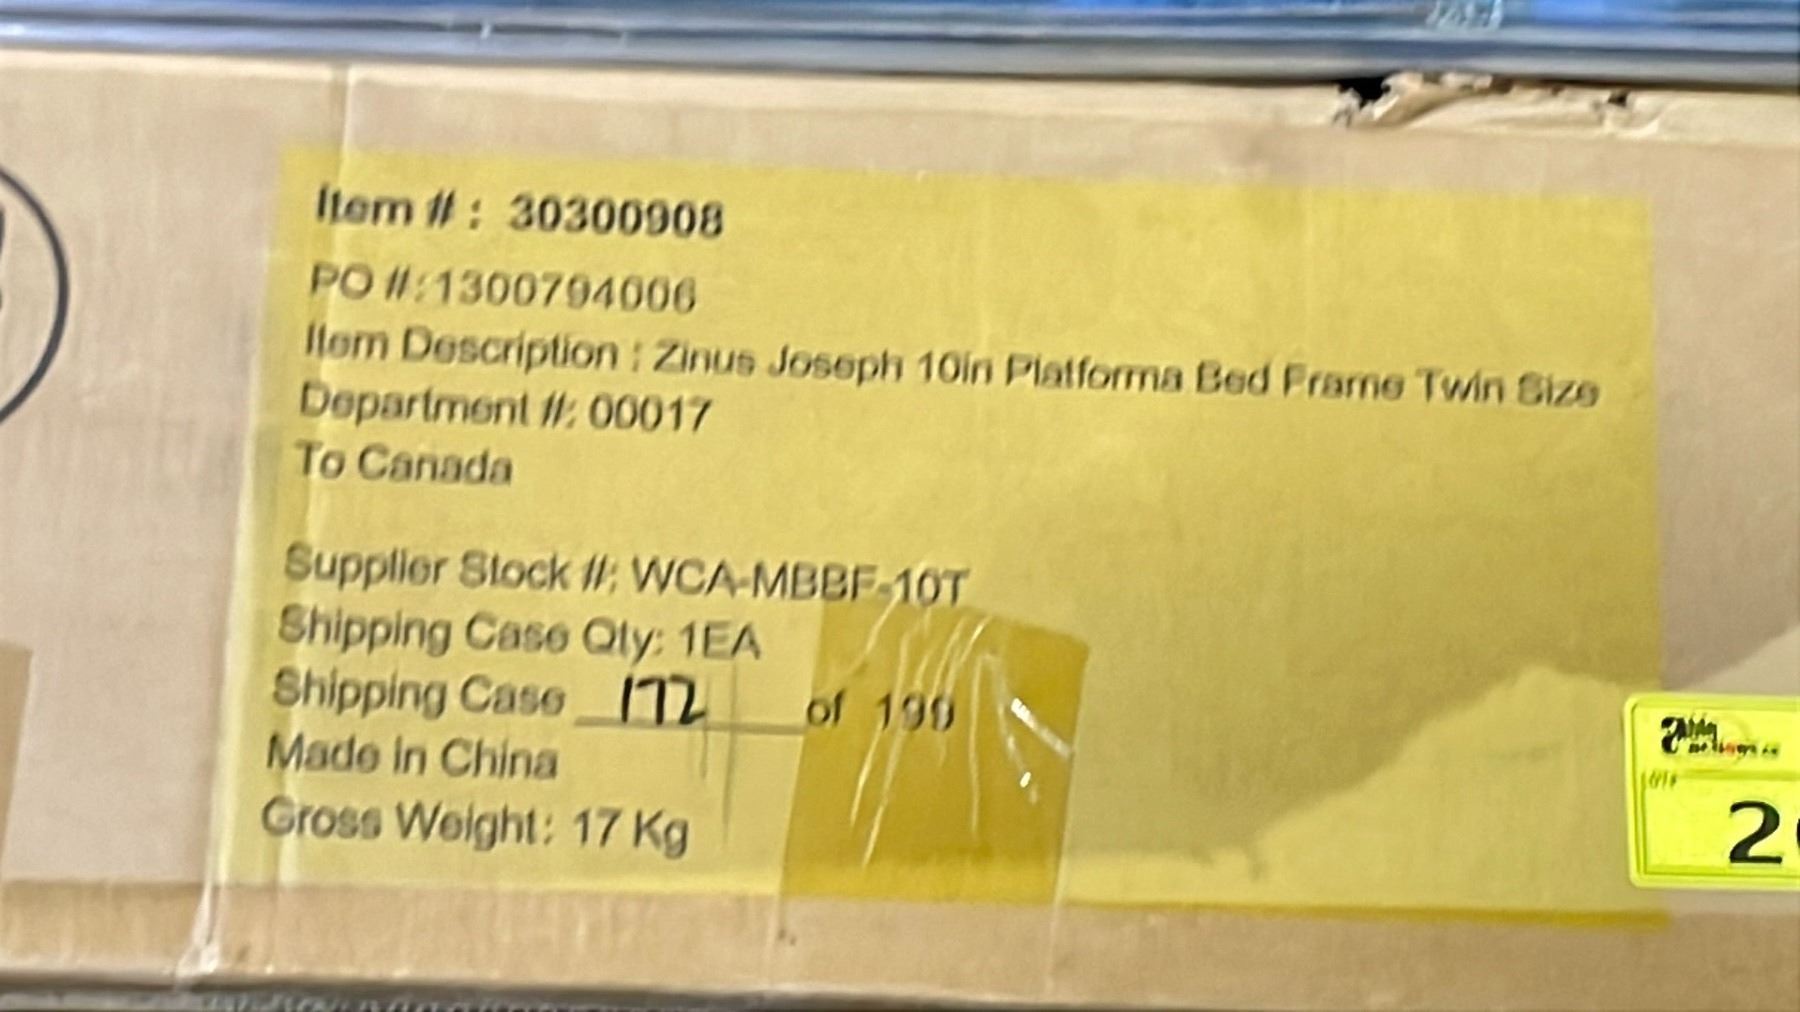 Item # : 30300908
PO #: 1300794006
Item Description : Zinus Joseph 10in Platforma Bed Frame Twin Size
Department #: 00017
To Canada
Supplier Stock #: WCA-MBBF-10T
Shipping Case Qty: 1EA
Shipping Case 172 of 199
Made in China
Gross Weight: 17 Kg